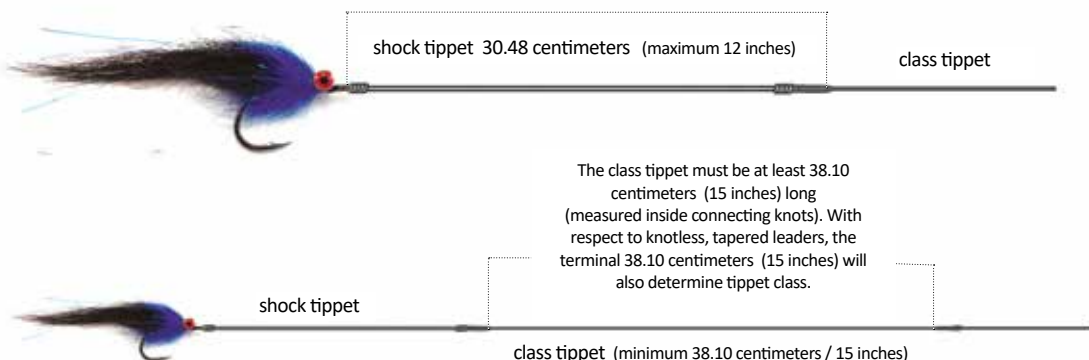 shock tippet 30.48 centimeters (maximum 12 inches)
class tippet
The class tippet must be at least 38.10
centimeters (15 inches) long
(measured inside connecting knots). With
respect to knotless, tapered leaders, the
terminal 38.10 centimeters (15 inches) will
also determine tippet class.
shock tippet
class tippet (minimum 38.10 centimeters / 15 inches)